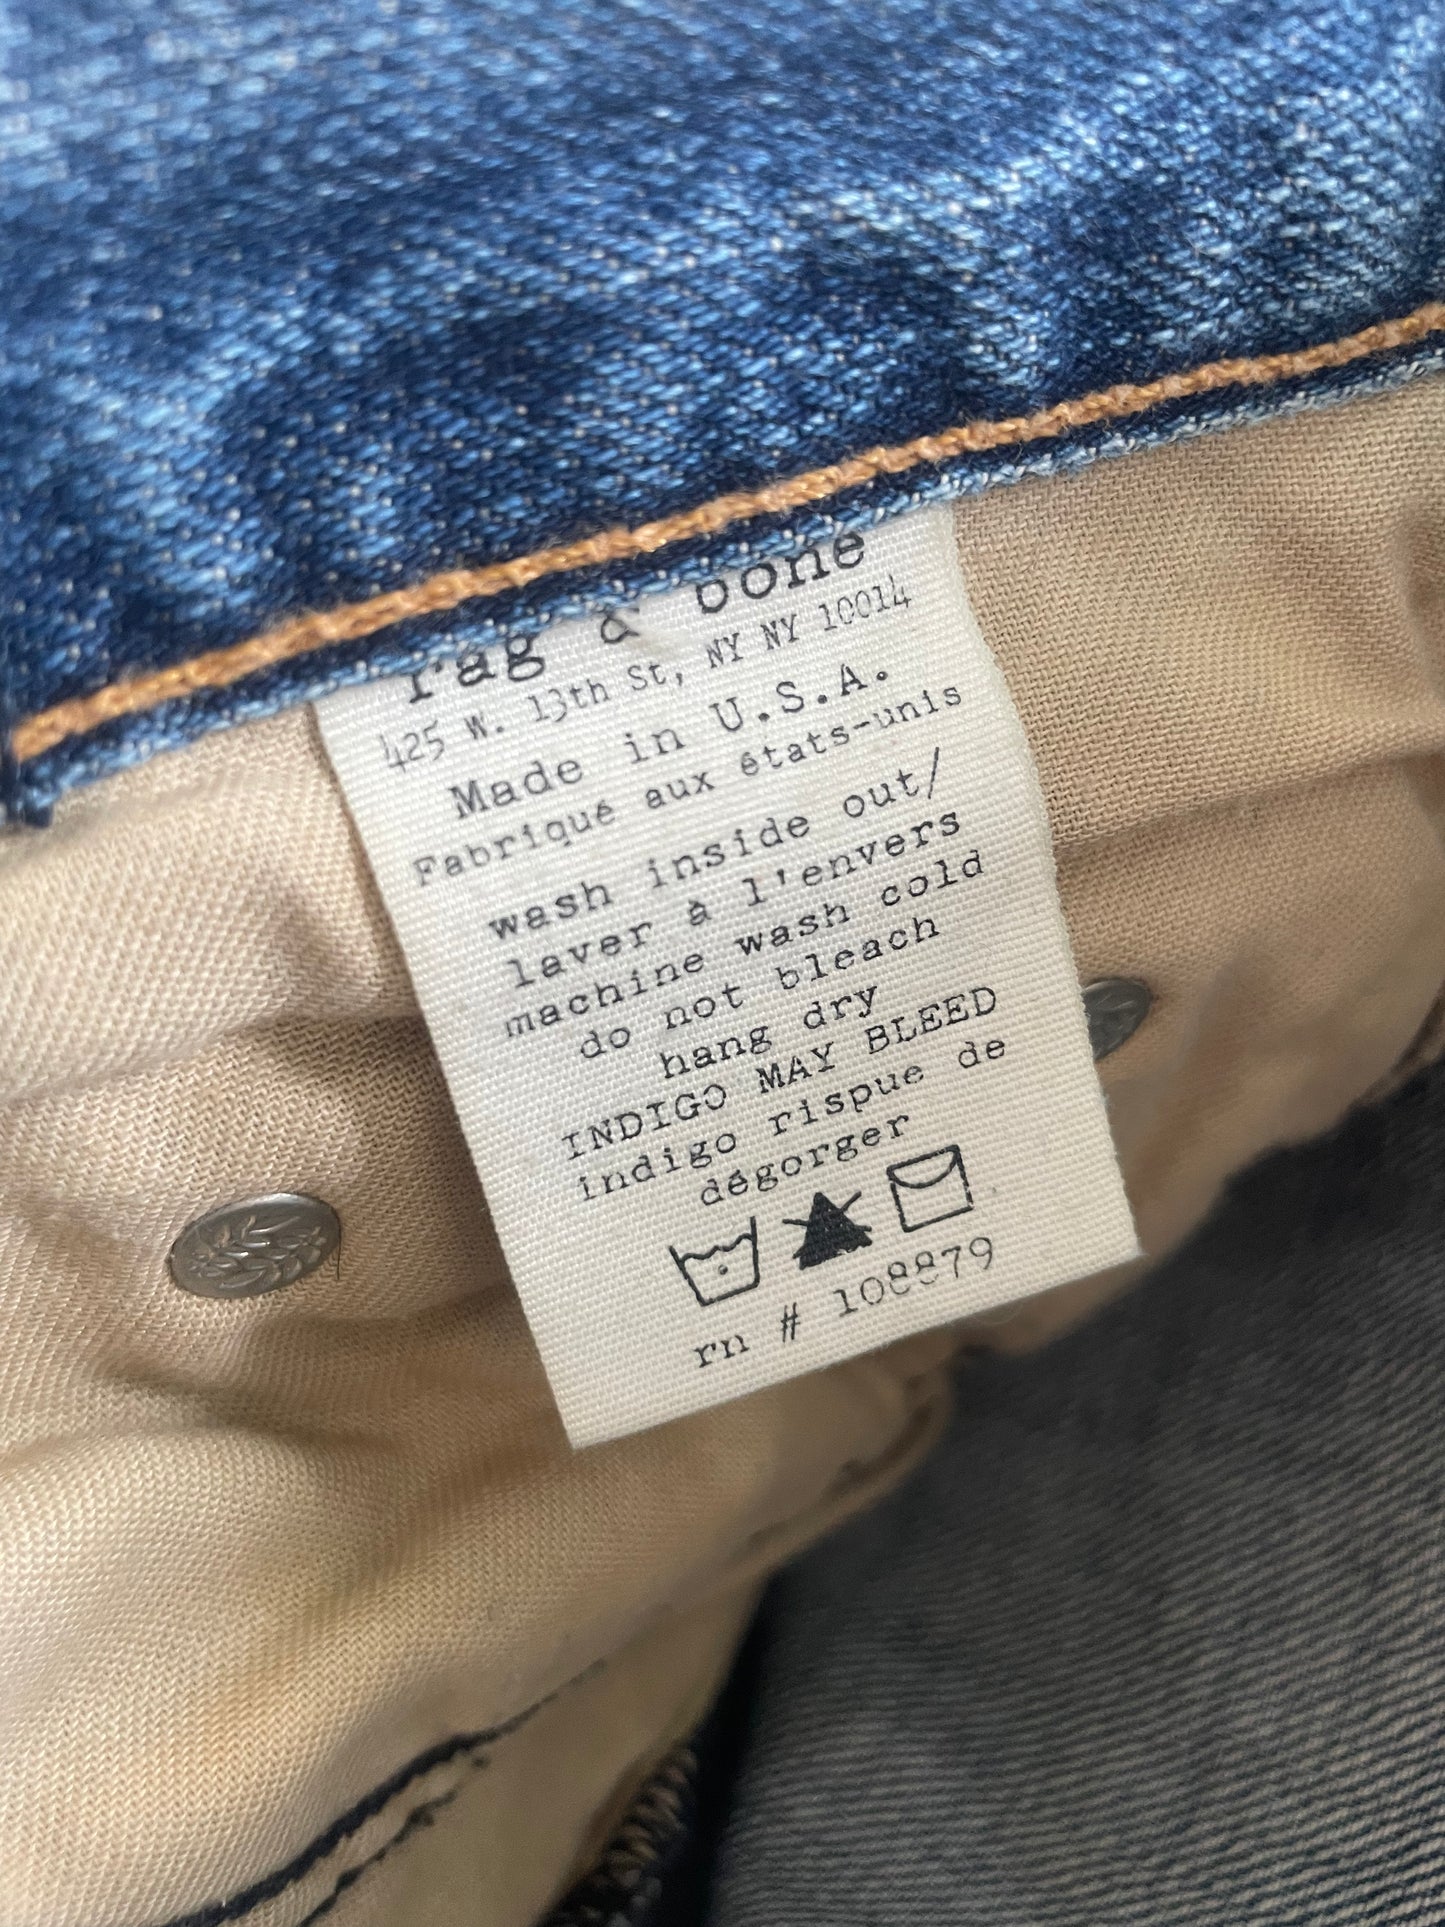 rag & bone
425 W. 13th St, NY NY 10014
Made in U.S.A.
Fabriqué aux états-unis
wash inside out/
laver à l'envers
machine wash cold
do not bleach
hang dry
INDIGO MAY BLEED
indigo rispue de
dégorger
rn # 108879